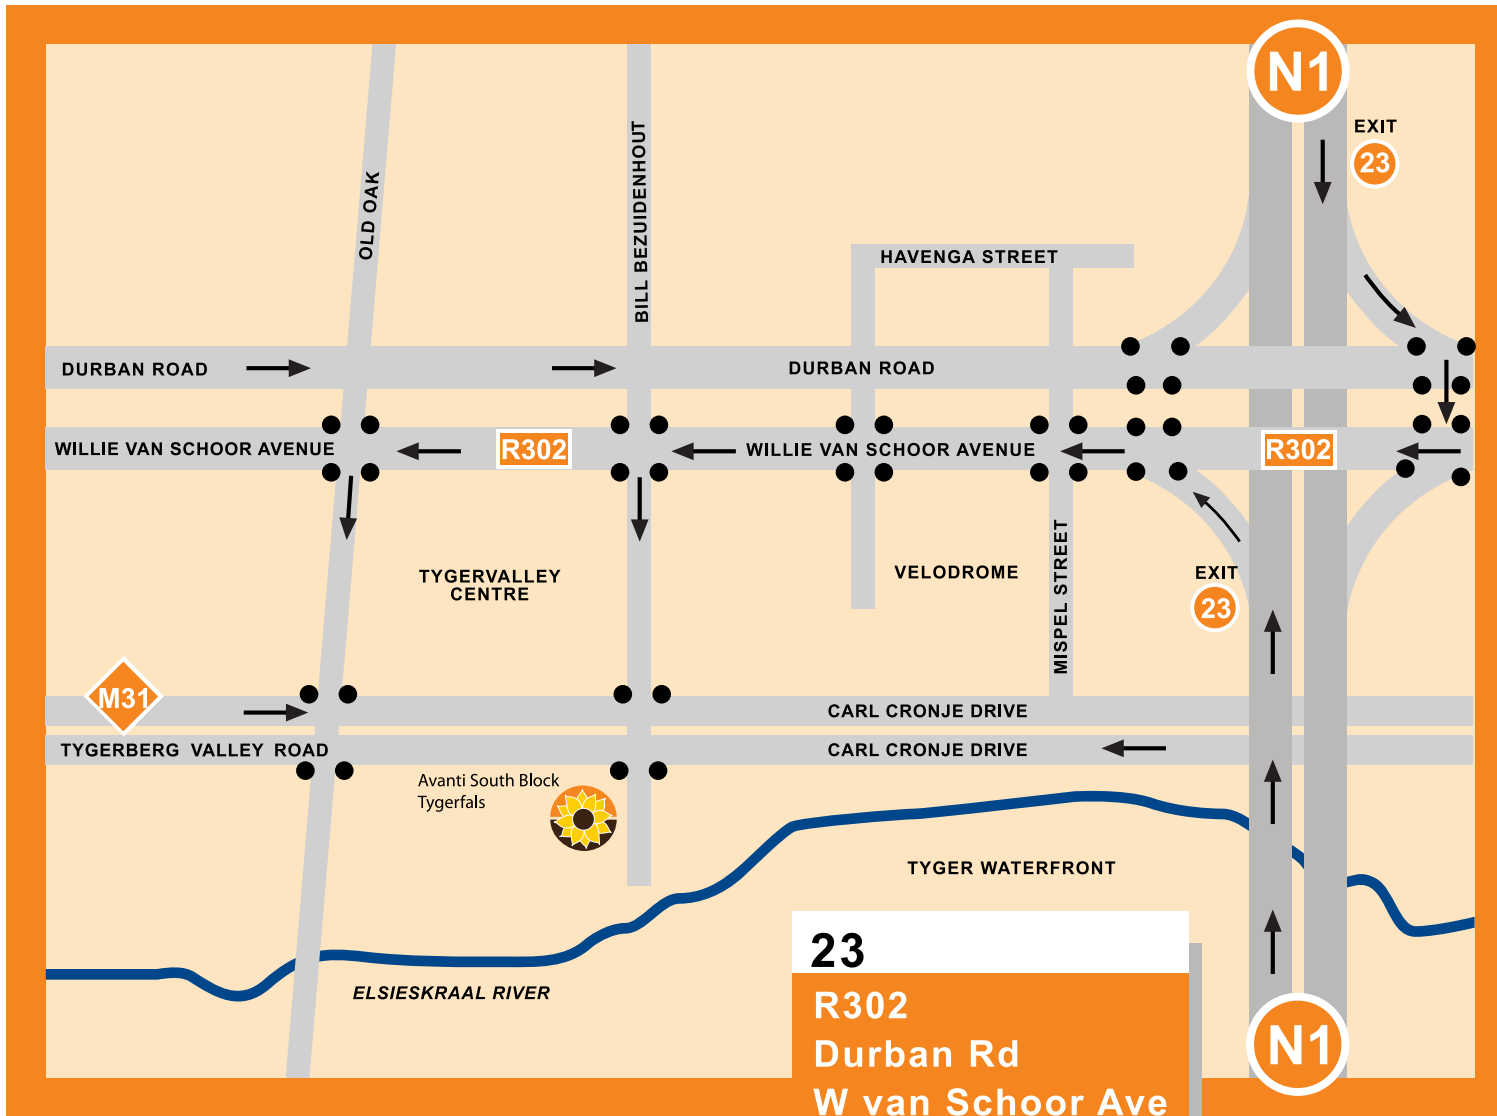 N1
EXIT
23
OLD OAK
BILL BEZUIDENHOUT
HAVENGA STREET
DURBAN ROAD
DURBAN ROAD
WILLIE VAN SCHOOR AVENUE
R302
WILLIE VAN SCHOOR AVENUE
R302
TYGERVALLEY
CENTRE
VELODROME
MISPEL STREET
EXIT
23
M31
CARL CRONJE DRIVE
TYGERBERG VALLEY ROAD
CARL CRONJE DRIVE
Avanti South Block
Tygerfals
TYGER WATERFRONT
ELSIESKRAAL RIVER
23
R302
Durban Rd
W van Schoor Ave
N1